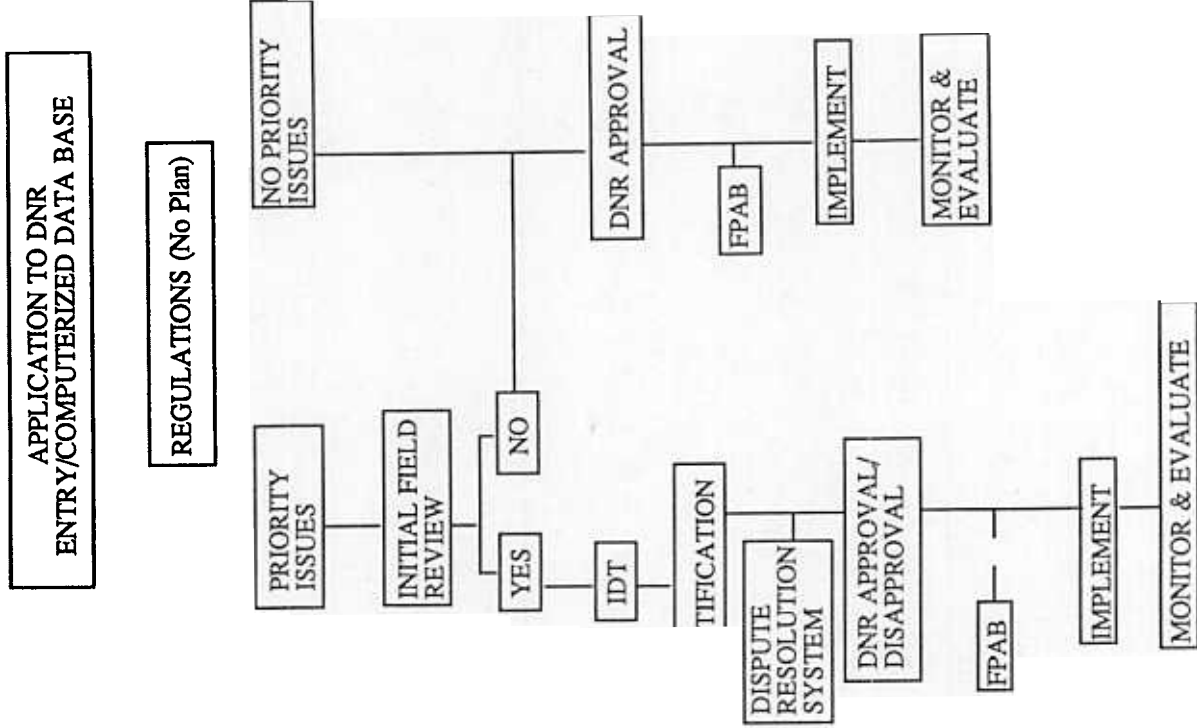 APPLICATION TO DNR
ENTRY/COMPUTERIZED DATA BASE
REGULATIONS (No Plan)
PRIORITY
ISSUES
NO PRIORITY
ISSUES
INITIAL FIELD
REVIEW
YES
NO
IDT
TIFICATION
DISPUTE
RESOLUTION
SYSTEM
DNR APPROVAL/
DISAPPROVAL
FPAB
IMPLEMENT
MONITOR & EVALUATE
DNR APPROVAL
FPAB
IMPLEMENT
MONITOR &
EVALUATE